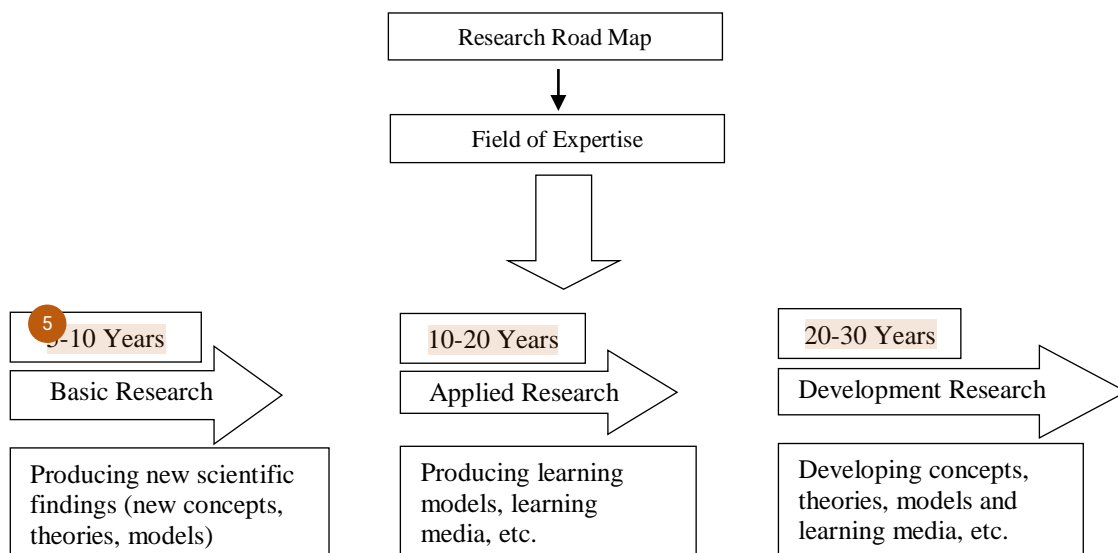 Research Road Map
Field of Expertise
5
-10 Years
Basic Research
Producing new scientific
findings (new concepts,
theories, models)
10-20 Years
Applied Research
Producing learning
models, learning
media, etc.
20-30 Years
Development Research
Developing concepts,
theories, models and
learning media, etc.